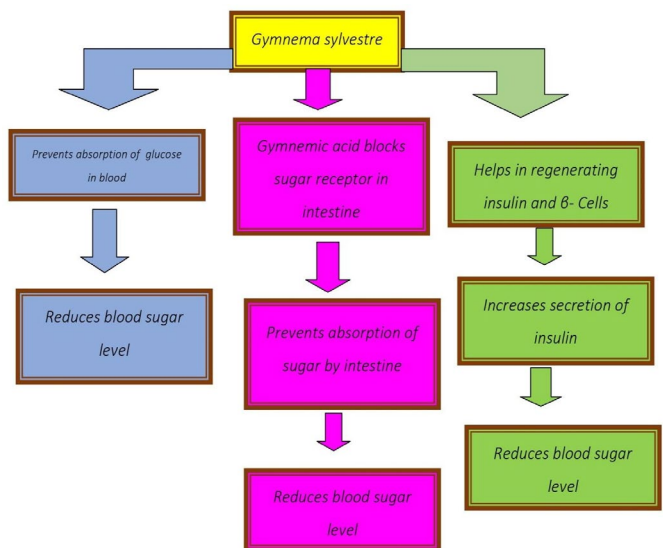 Gymnema sylvestre
Prevents absorption of glucose
in blood
Reduces blood sugar
level
Gymnemic acid blocks
sugar receptor in
intestine
Prevents absorption of
sugar by intestine
Reduces blood sugar
level
Helps in regenerating
insulin and β- Cells
Increases secretion of
insulin
Reduces blood sugar
level